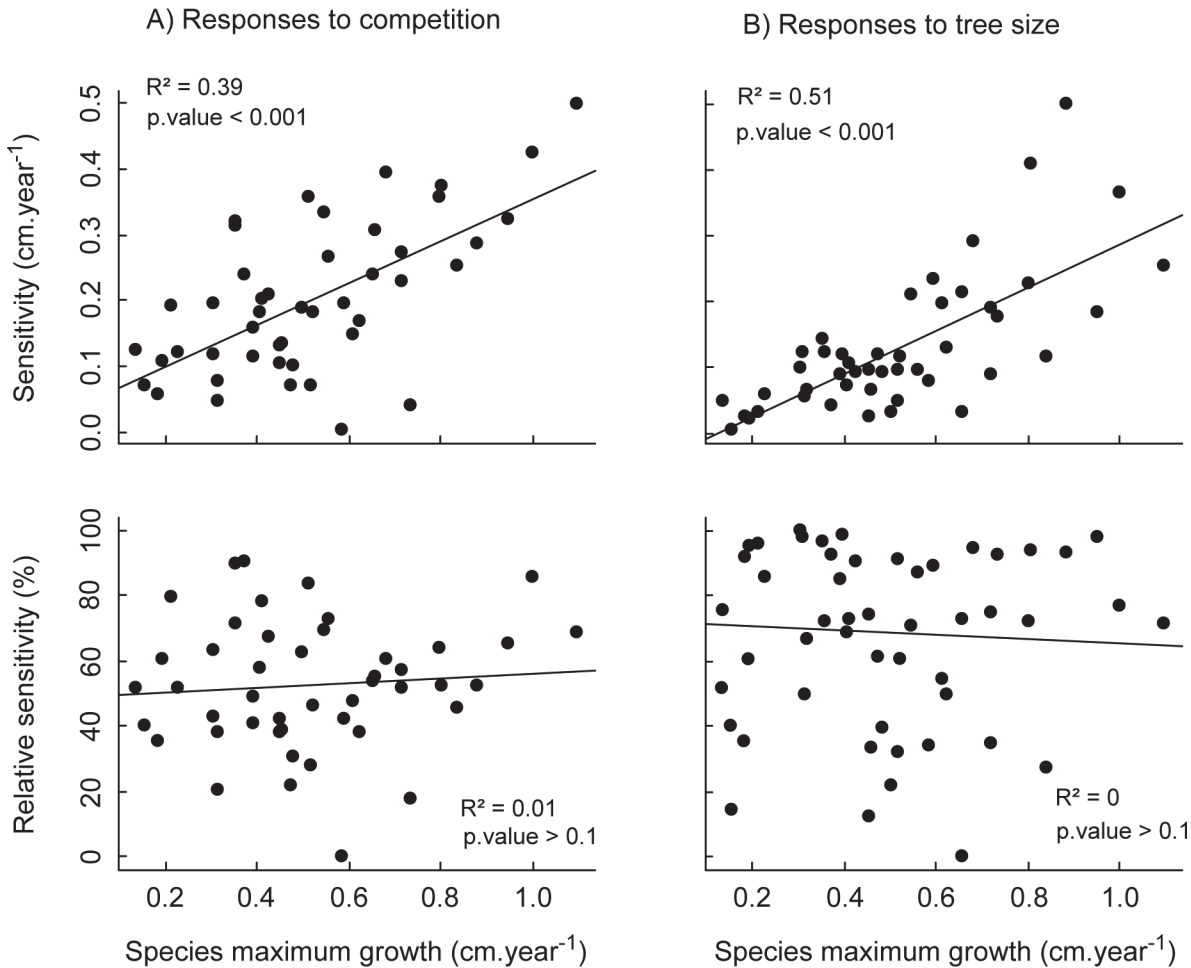 A) Responses to competition
B) Responses to tree size
R² = 0.39
p.value < 0.001
R² = 0.51
p.value < 0.001
Sensitivity (cm.year⁻¹)
0.5
0.4
0.3
0.2
0.1
0.0
Relative sensitivity (%)
100
80
60
40
20
0
R² = 0.01
p.value > 0.1
R² = 0
p.value > 0.1
0.2 0.4 0.6 0.8 1.0
0.2 0.4 0.6 0.8 1.0
Species maximum growth (cm.year⁻¹)
Species maximum growth (cm.year⁻¹)